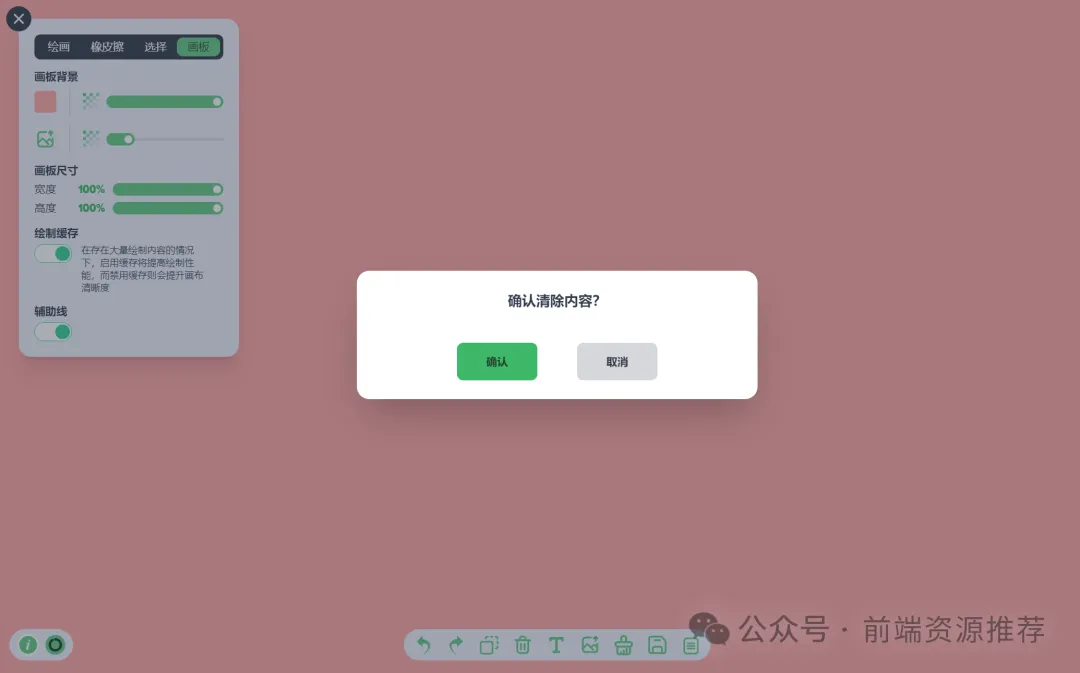 绘画 橡皮擦 选择 画板
画板背景
画板尺寸
宽度 100%
高度 100%
绘制缓存
在存在大量绘制内容的情况
下，启用缓存将提高绘制性
能，而禁用缓存则会提升画布
清晰度
辅助线
确认清除内容？
确认 取消
公众号 · 前端资源推荐